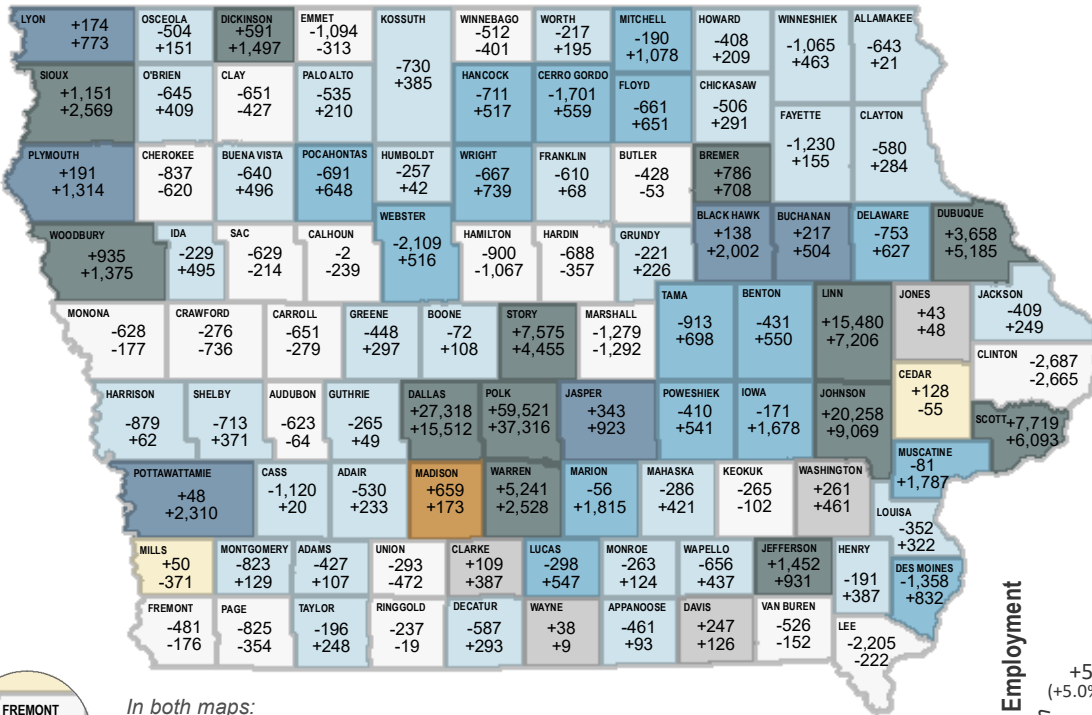 LYON
+174
+773
OSCEOLA
-504
+151
DICKINSON
+591
+1,497
EMMET
-1,094
-313
KOSSUTH
-730
+385
WINNEBAGO
-512
-401
WORTH
-217
+195
MITCHELL
-190
+1,078
HOWARD
-408
+209
WINNESHIEK
-1,065
+463
ALLAMAKEE
-643
+21
SIOUX
+1,151
+2,569
O'BRIEN
-645
+409
CLAY
-651
-427
PALO ALTO
-535
+210
HANCOCK
-711
+517
CERRO GORDO
-1,701
+559
FLOYD
-661
+651
CHICKASAW
-506
+291
FAYETTE
-1,230
+155
CLAYTON
-580
+284
PLYMOUTH
+191
+1,314
CHEROKEE
-837
-620
BUENA VISTA
-640
+496
POCAHONTAS
-691
+648
HUMBOLDT
-257
+42
WRIGHT
-667
+739
FRANKLIN
-610
+68
BUTLER
-428
-53
BREMER
+786
+708
WOODBURY
+935
+1,375
IDA
-229
+495
SAC
-629
-214
CALHOUN
-2
-239
WEBSTER
-2,109
+516
HAMILTON
-900
-1,067
HARDIN
-688
-357
GRUNDY
-221
+226
BLACK HAWK
+138
+2,002
BUCHANAN
+217
+504
DELAWARE
-753
+627
DUBUQUE
+3,658
+5,185
MONONA
-628
-177
CRAWFORD
-276
-736
CARROLL
-651
-279
GREENE
-448
+297
BOONE
-72
+108
STORY
+7,575
+4,455
MARSHALL
-1,279
-1,292
TAMA
-913
+698
BENTON
-431
+550
LINN
+15,480
+7,206
JONES
+43
+48
JACKSON
-409
+249
CLINTON
-2,687
-2,665
HARRISON
-879
+62
SHELBY
-713
+371
AUDUBON
-623
-64
GUTHRIE
-265
+49
DALLAS
+27,318
+15,512
POLK
+59,521
+37,316
JASPER
+343
+923
POWESHIEK
-410
+541
IOWA
-171
+1,678
JOHNSON
+20,258
+9,069
CEDAR
+128
-55
SCOTT
+7,719
+6,093
MUSCATINE
-81
+1,787
POTTAWATTAMIE
+48
+2,310
CASS
-1,120
+20
ADAIR
-530
+233
MADISON
+659
+173
WARREN
+5,241
+2,528
MARION
-56
+1,815
MAHASKA
-286
+421
KEOKUK
-265
-102
WASHINGTON
+261
+461
LOUISA
-352
+322
MILLS
+50
-371
MONTGOMERY
-823
+129
ADAMS
-427
+107
UNION
-293
-472
CLARKE
+109
+387
LUCAS
-298
+547
MONROE
-263
+124
WAPELLO
-656
+437
JEFFERSON
+1,452
+931
HENRY
-191
+387
DES MOINES
-1,358
+832
FREMONT
-481
-176
PAGE
-825
-354
TAYLOR
-196
+248
RINGGOLD
-237
-19
DECATUR
-587
+293
WAYNE
+38
+9
APPANOOSE
-461
+93
DAVIS
+247
+126
VAN BUREN
-526
-152
LEE
-2,205
-222
FREMONT
In both maps:
Employment
+5
(+5.0%